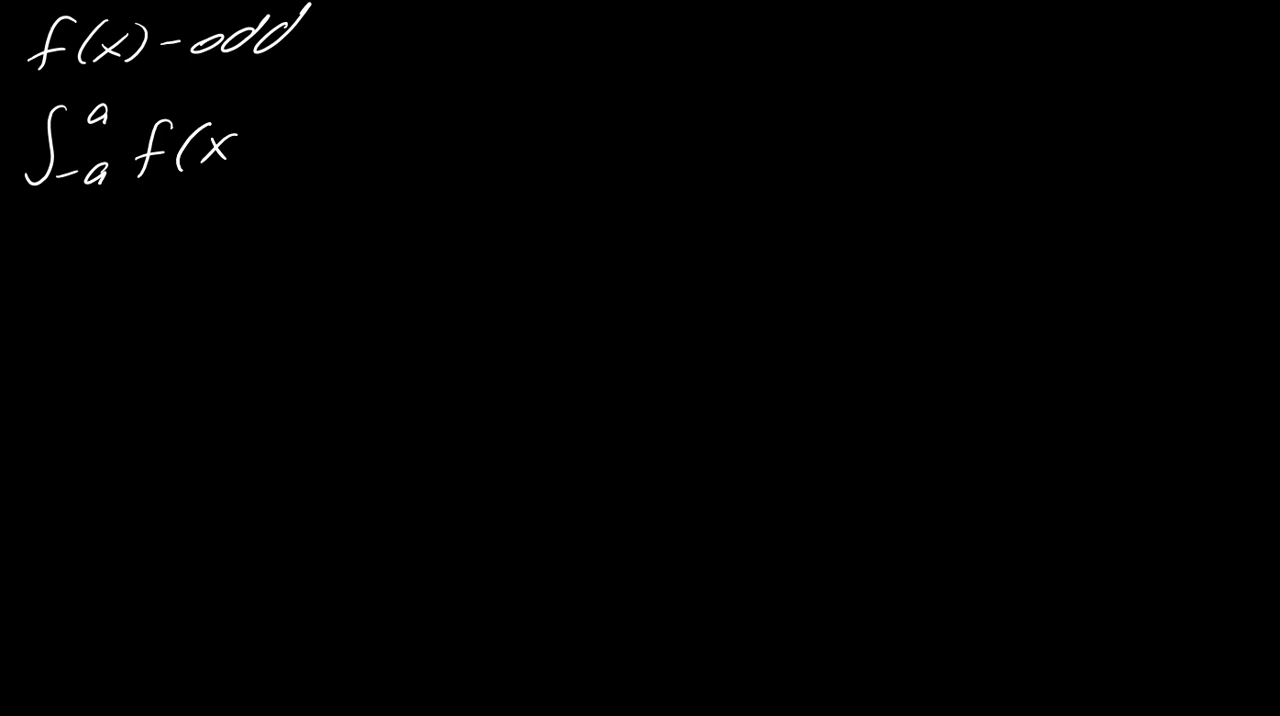 f(x) - odd
∫_{-a}^{a} f(x